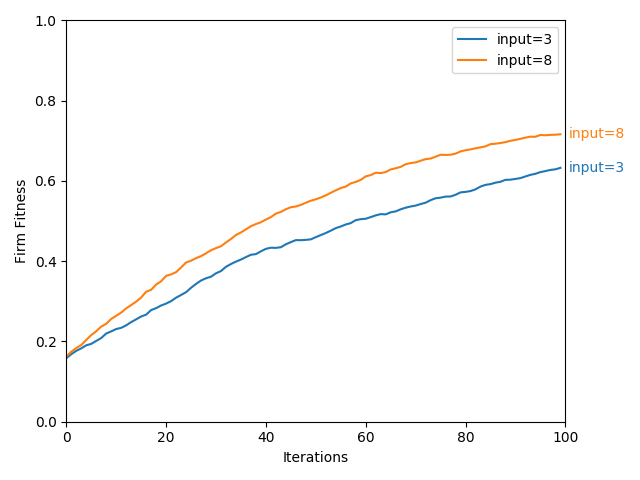 1.0
0.8
0.6
0.4
0.2
0.0
Firm Fitness
0 20 40 60 80 100
Iterations
input=3
input=8
input=8
input=3